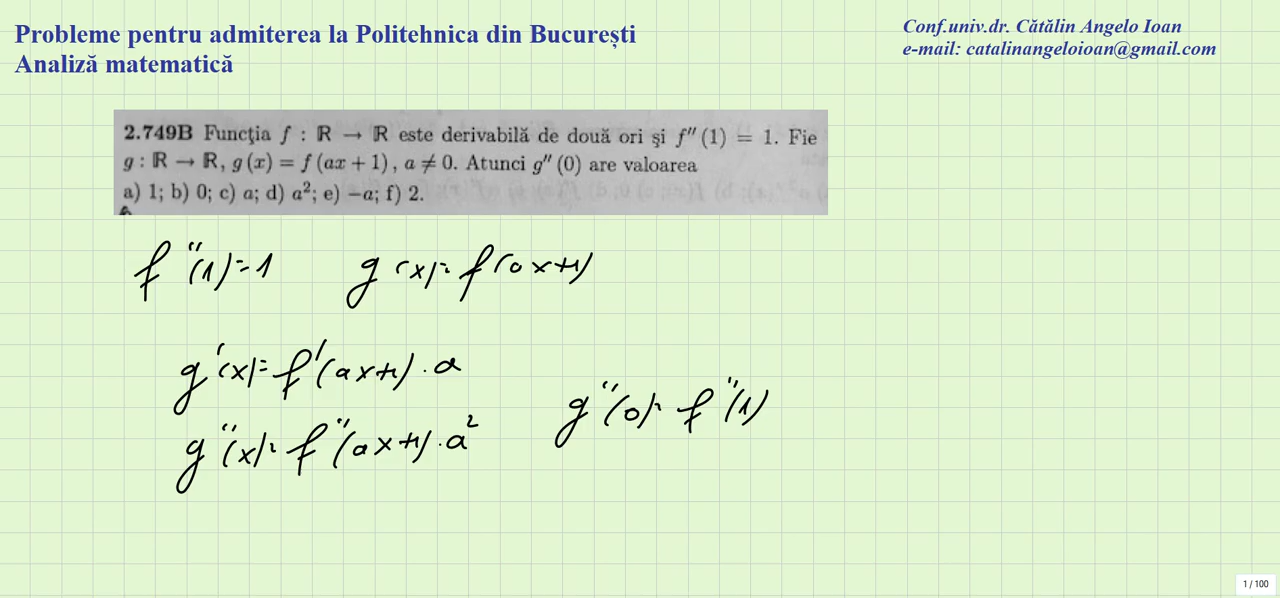 Probleme pentru admiterea la Politehnica din București
Analiză matematică
Conf.univ.dr. Cătălin Angelo Ioan
e-mail: catalinangeloioan@gmail.com
2.749B Funcţia f : ℝ → ℝ este derivabilă de două ori şi f″(1) = 1. Fie
g : ℝ → ℝ, g(x) = f(ax + 1), a ≠ 0. Atunci g″(0) are valoarea
a) 1; b) 0; c) a; d) a²; e) −a; f) 2.
f″(1)=1 g(x)=f(ax+1)
g′(x)=f′(ax+1)·a
g″(x)=f″(ax+1)·a²
g″(0)=f″(1)
1 / 100